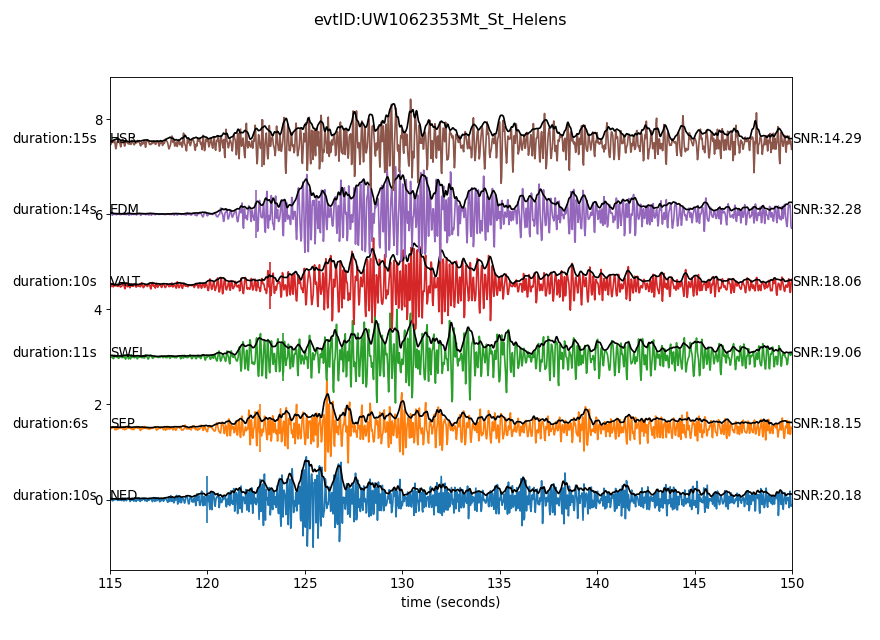 evtID:UW1062353Mt_St_Helens
8
duration:15s HSR SNR:14.29
duration:14s 6 EDM SNR:32.28
duration:10s VALT SNR:18.06
4
duration:11s SWFL SNR:19.06
2
duration:6s SEP SNR:18.15
duration:10s 0 NED SNR:20.18
115 120 125 130 135 140 145 150
time (seconds)